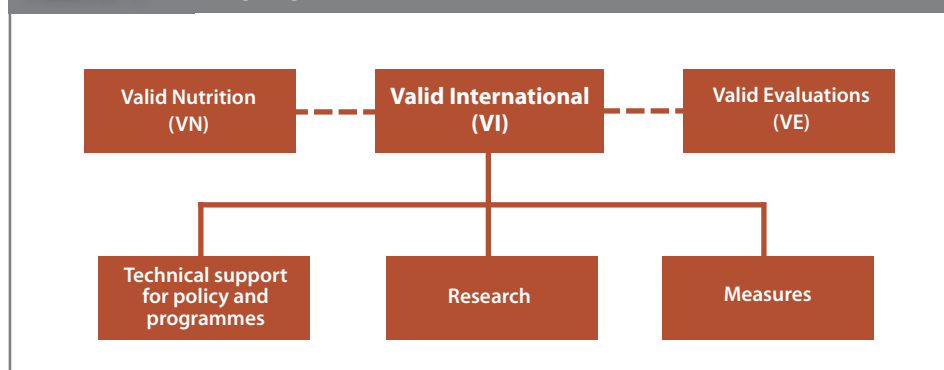 Valid Nutrition
(VN)
Valid International
(VI)
Valid Evaluations
(VE)
Technical support
for policy and
programmes
Research
Measures